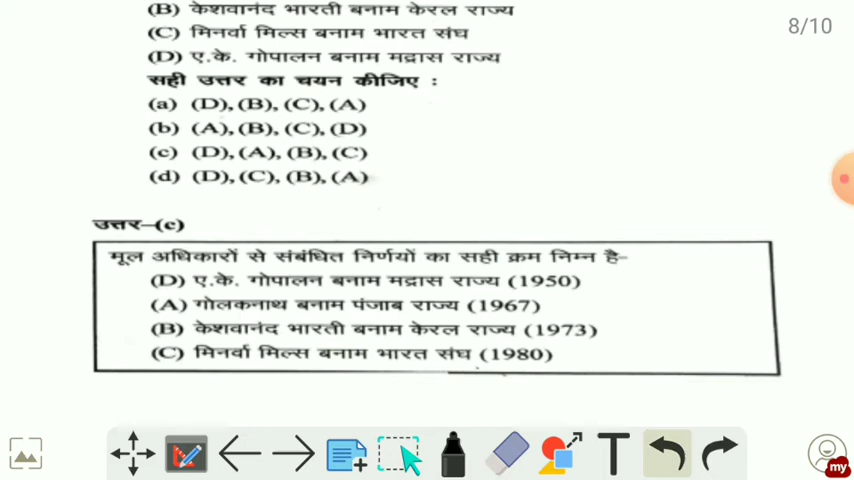 (B) केशवानंद भारती बनाम केरल राज्य
(C) मिनर्वा मिल्स बनाम भारत संघ
(D) ए.के. गोपालन बनाम मद्रास राज्य
सही उत्तर का चयन कीजिए :
(a) (D), (B), (C), (A)
(b) (A), (B), (C), (D)
(c) (D), (A), (B), (C)
(d) (D), (C), (B), (A)
उत्तर–(c)
मूल अधिकारों से संबंधित निर्णयों का सही क्रम निम्न है–
(D) ए.के. गोपालन बनाम मद्रास राज्य (1950)
(A) गोलकनाथ बनाम पंजाब राज्य (1967)
(B) केशवानंद भारती बनाम केरल राज्य (1973)
(C) मिनर्वा मिल्स बनाम भारत संघ (1980)
8/10
T
my